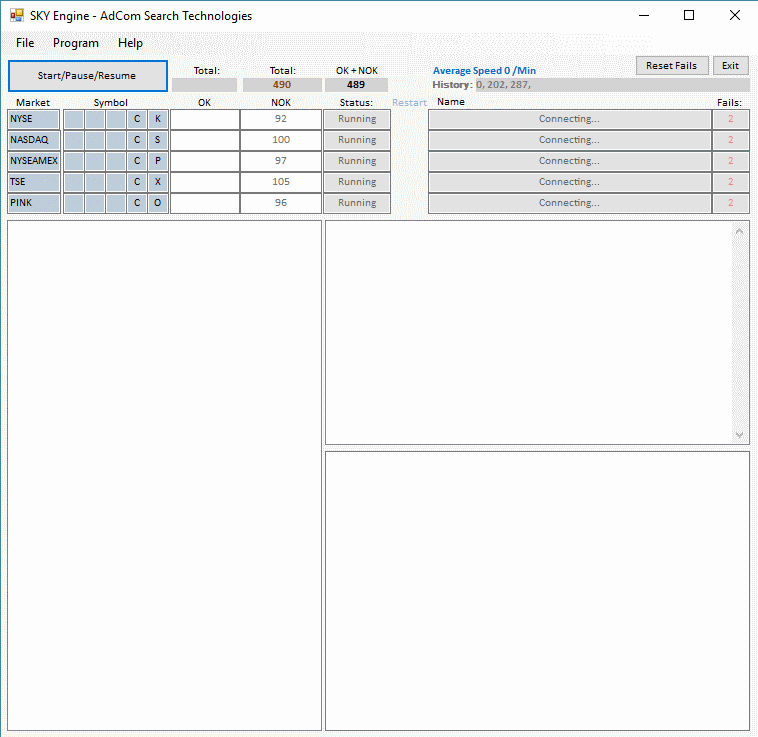 SKY Engine - AdCom Search Technologies
File Program Help
Start/Pause/Resume Total: Total: OK + NOK Average Speed 0 /Min Reset Fails Exit
490 489 History: 0, 202, 287,
Market Symbol OK NOK Status: Restart Name Fails:
NYSE C K 92 Running Connecting... 2
NASDAQ C S 100 Running Connecting... 2
NYSEAMEX C P 97 Running Connecting... 2
TSE C X 105 Running Connecting... 2
PINK C O 96 Running Connecting... 2